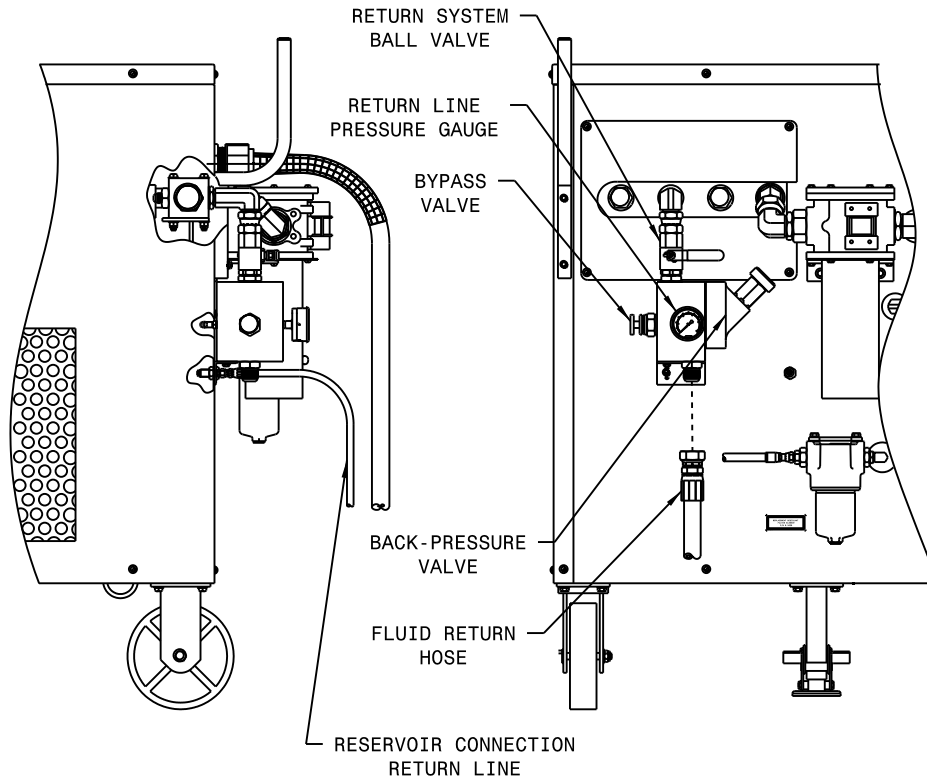 RETURN SYSTEM
BALL VALVE
RETURN LINE
PRESSURE GAUGE
BYPASS
VALVE
BACK-PRESSURE
VALVE
FLUID RETURN
HOSE
RESERVOIR CONNECTION
RETURN LINE